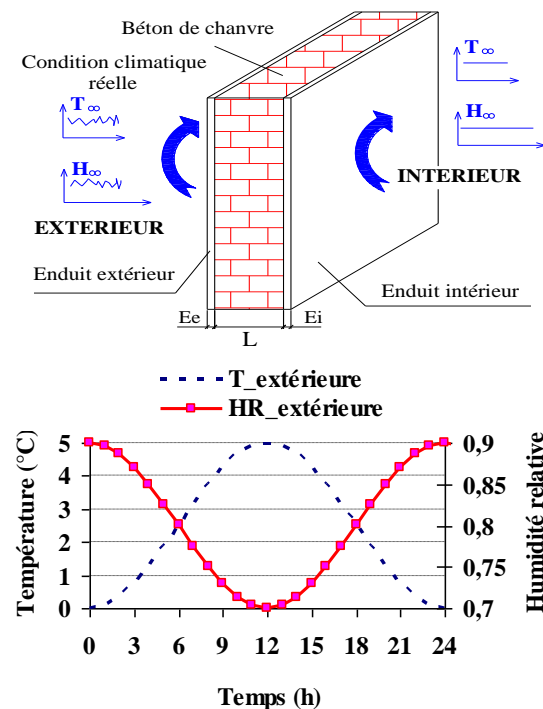 Béton de chanvre
Condition climatique
réelle
T∞
H∞
EXTERIEUR
T∞
H∞
INTERIEUR
Enduit extérieur
Enduit intérieur
Ee
Ei
L
T_extérieure
HR_extérieure
Température (°C)
5
4
3
2
1
0
0,9
0,85
0,8
0,75
0,7
Humidité relative
0 3 6 9 12 15 18 21 24
Temps (h)